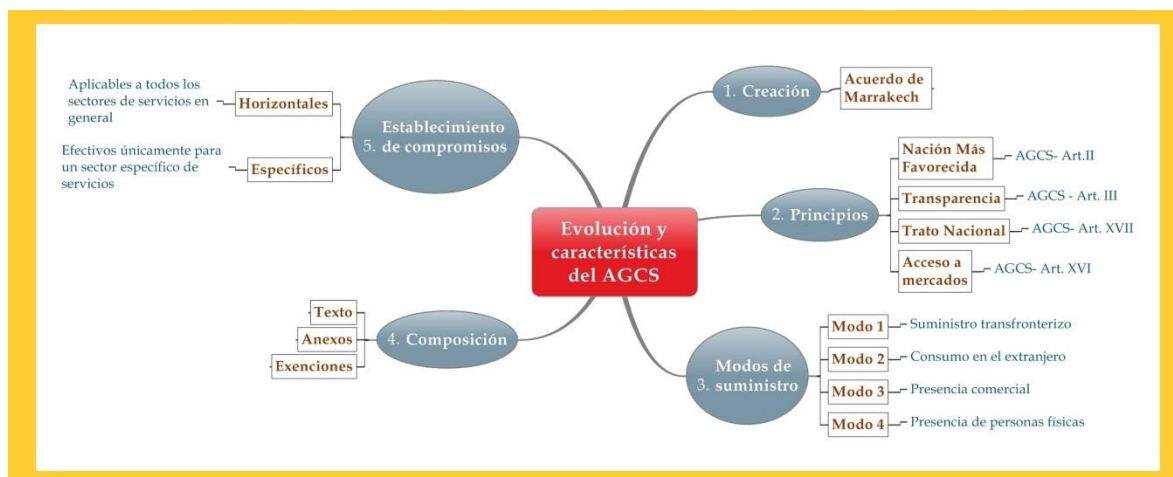 Evolución y
características
del AGCS
1. Creación
Acuerdo de
Marrakech
2. Principios
Nación Más
Favorecida
AGCS- Art.II
Transparencia
AGCS - Art. III
Trato Nacional
AGCS- Art. XVII
Acceso a
mercados
AGCS- Art. XVI
Modos de
3. suministro
Modo 1
Suministro transfronterizo
Modo 2
Consumo en el extranjero
Modo 3
Presencia comercial
Modo 4
Presencia de personas físicas
4. Composición
Texto
Anexos
Exenciones
Establecimiento
5. de compromisos
Horizontales
Aplicables a todos los
sectores de servicios en
general
Específicos
Efectivos únicamente para
un sector específico de
servicios